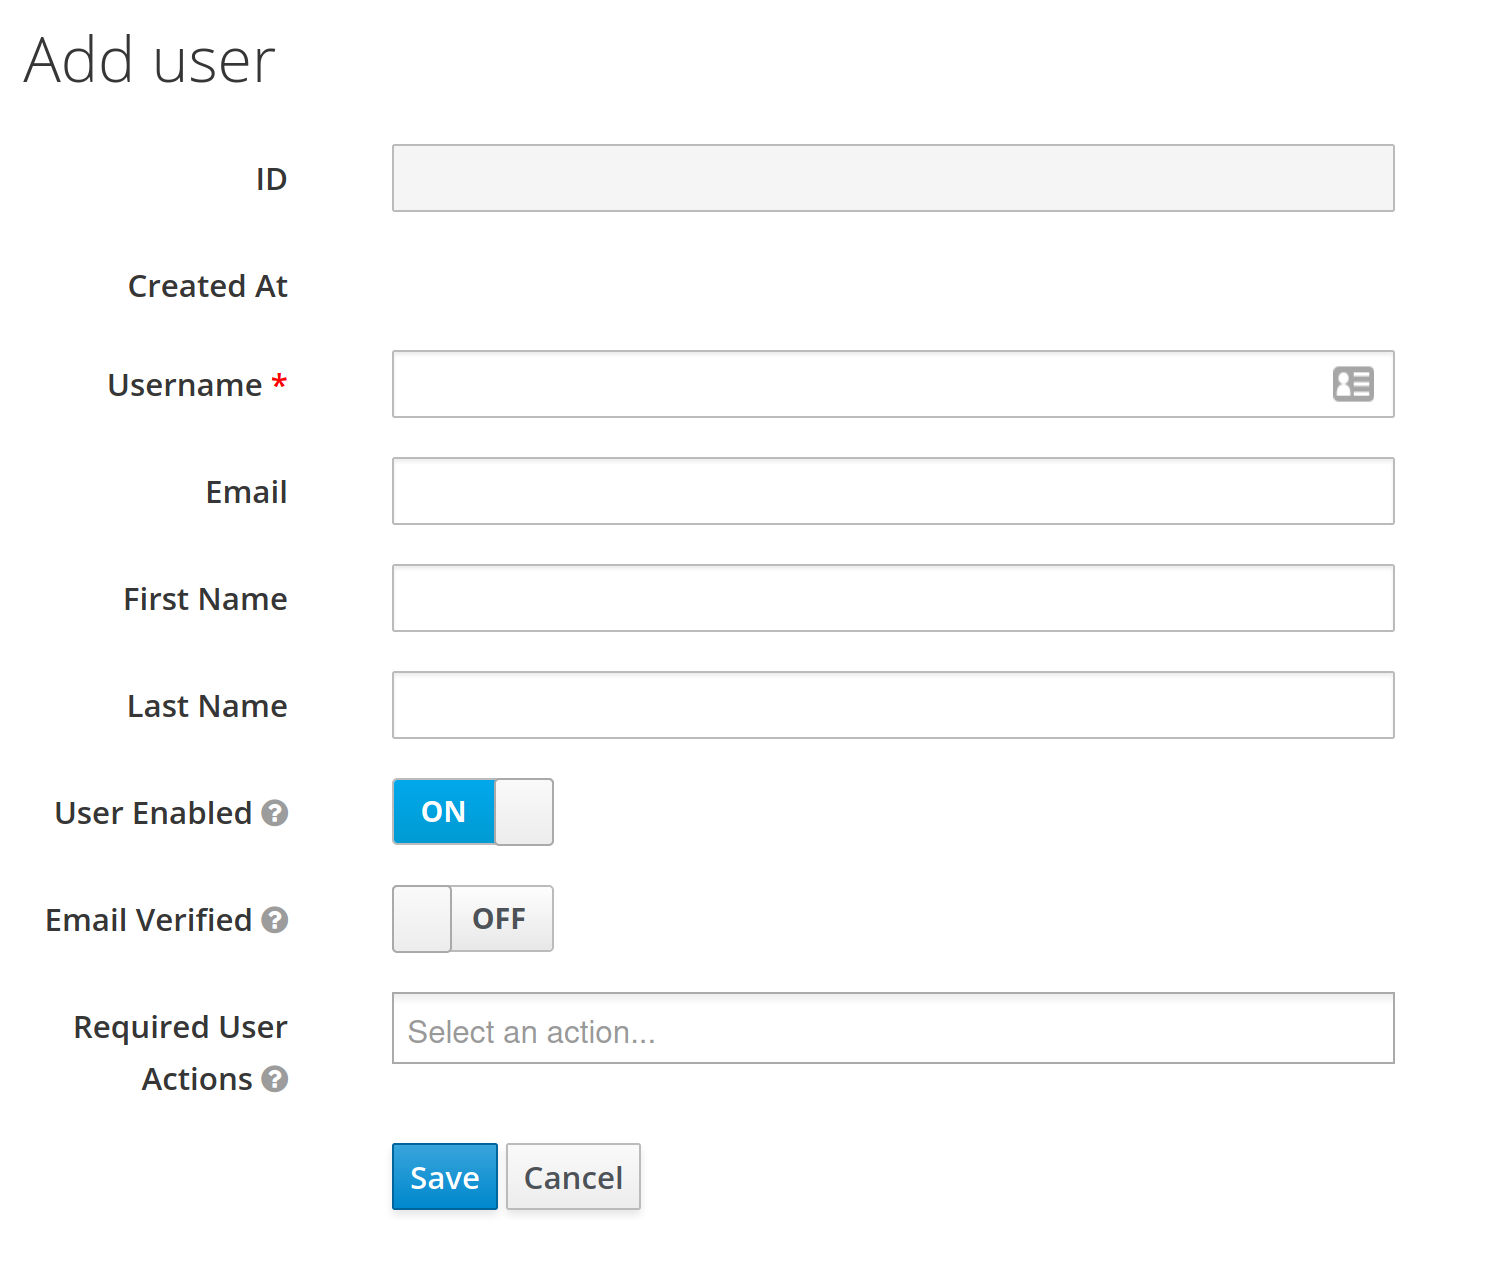 Add user
ID
Created At
Username *
Email
First Name
Last Name
User Enabled ?
ON
Email Verified ?
OFF
Required User
Actions ?
Select an action...
Save Cancel